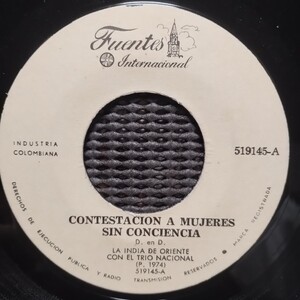 Fuentes
Internacional
INDUSTRIA
COLOMBIANA
519145-A
CONTESTACION A MUJERES
SIN CONCIENCIA
D. en D.
LA INDIA DE ORIENTE
CON EL TRIO NACIONAL
(P. 1974)
519145-A
DERECHOS DE EJECUCION PUBLICA Y RADIO TRANSMISION RESERVADOS MARCA REGISTRADA